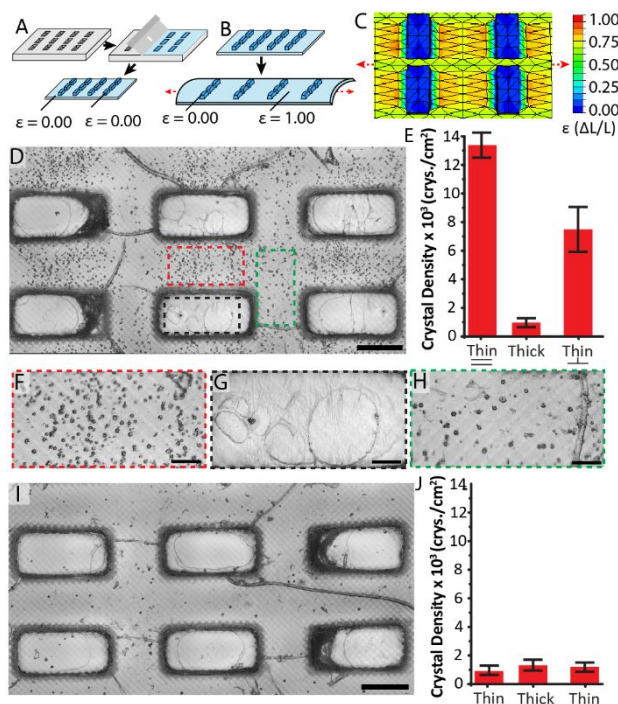 A
B
C
ε = 0.00
ε = 0.00
ε = 0.00
ε = 1.00
1.00
0.75
0.50
0.25
0.00
ε (ΔL/L)
D
E
Crystal Density x 10³ (crys./cm²)
14
12
10
8
6
4
2
0
Thin
Thick
Thin
F
G
H
I
J
Crystal Density x 10³ (crys./cm²)
14
12
10
8
6
4
2
0
Thin
Thick
Thin